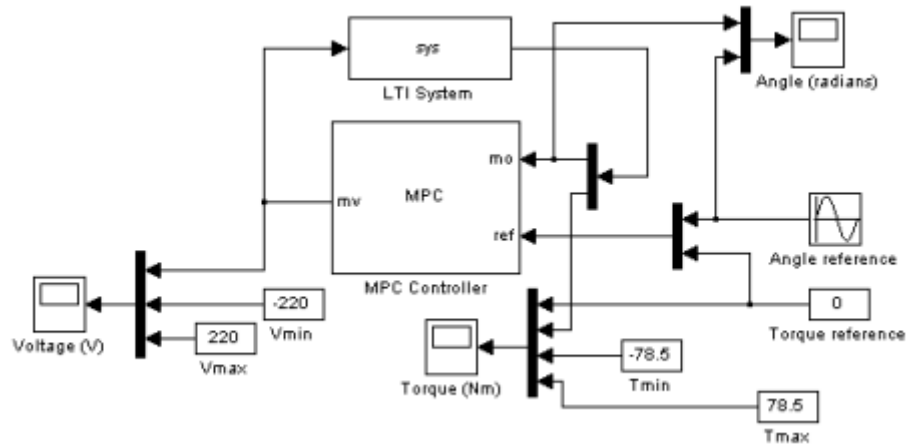 sys
LTI System
Angle (radians)
mo
MPC
mv
ref
MPC Controller
Angle reference
-220
Vmin
Voltage (V)
220
Vmax
0
Torque reference
-78.5
Tmin
Torque (Nm)
78.5
Tmax